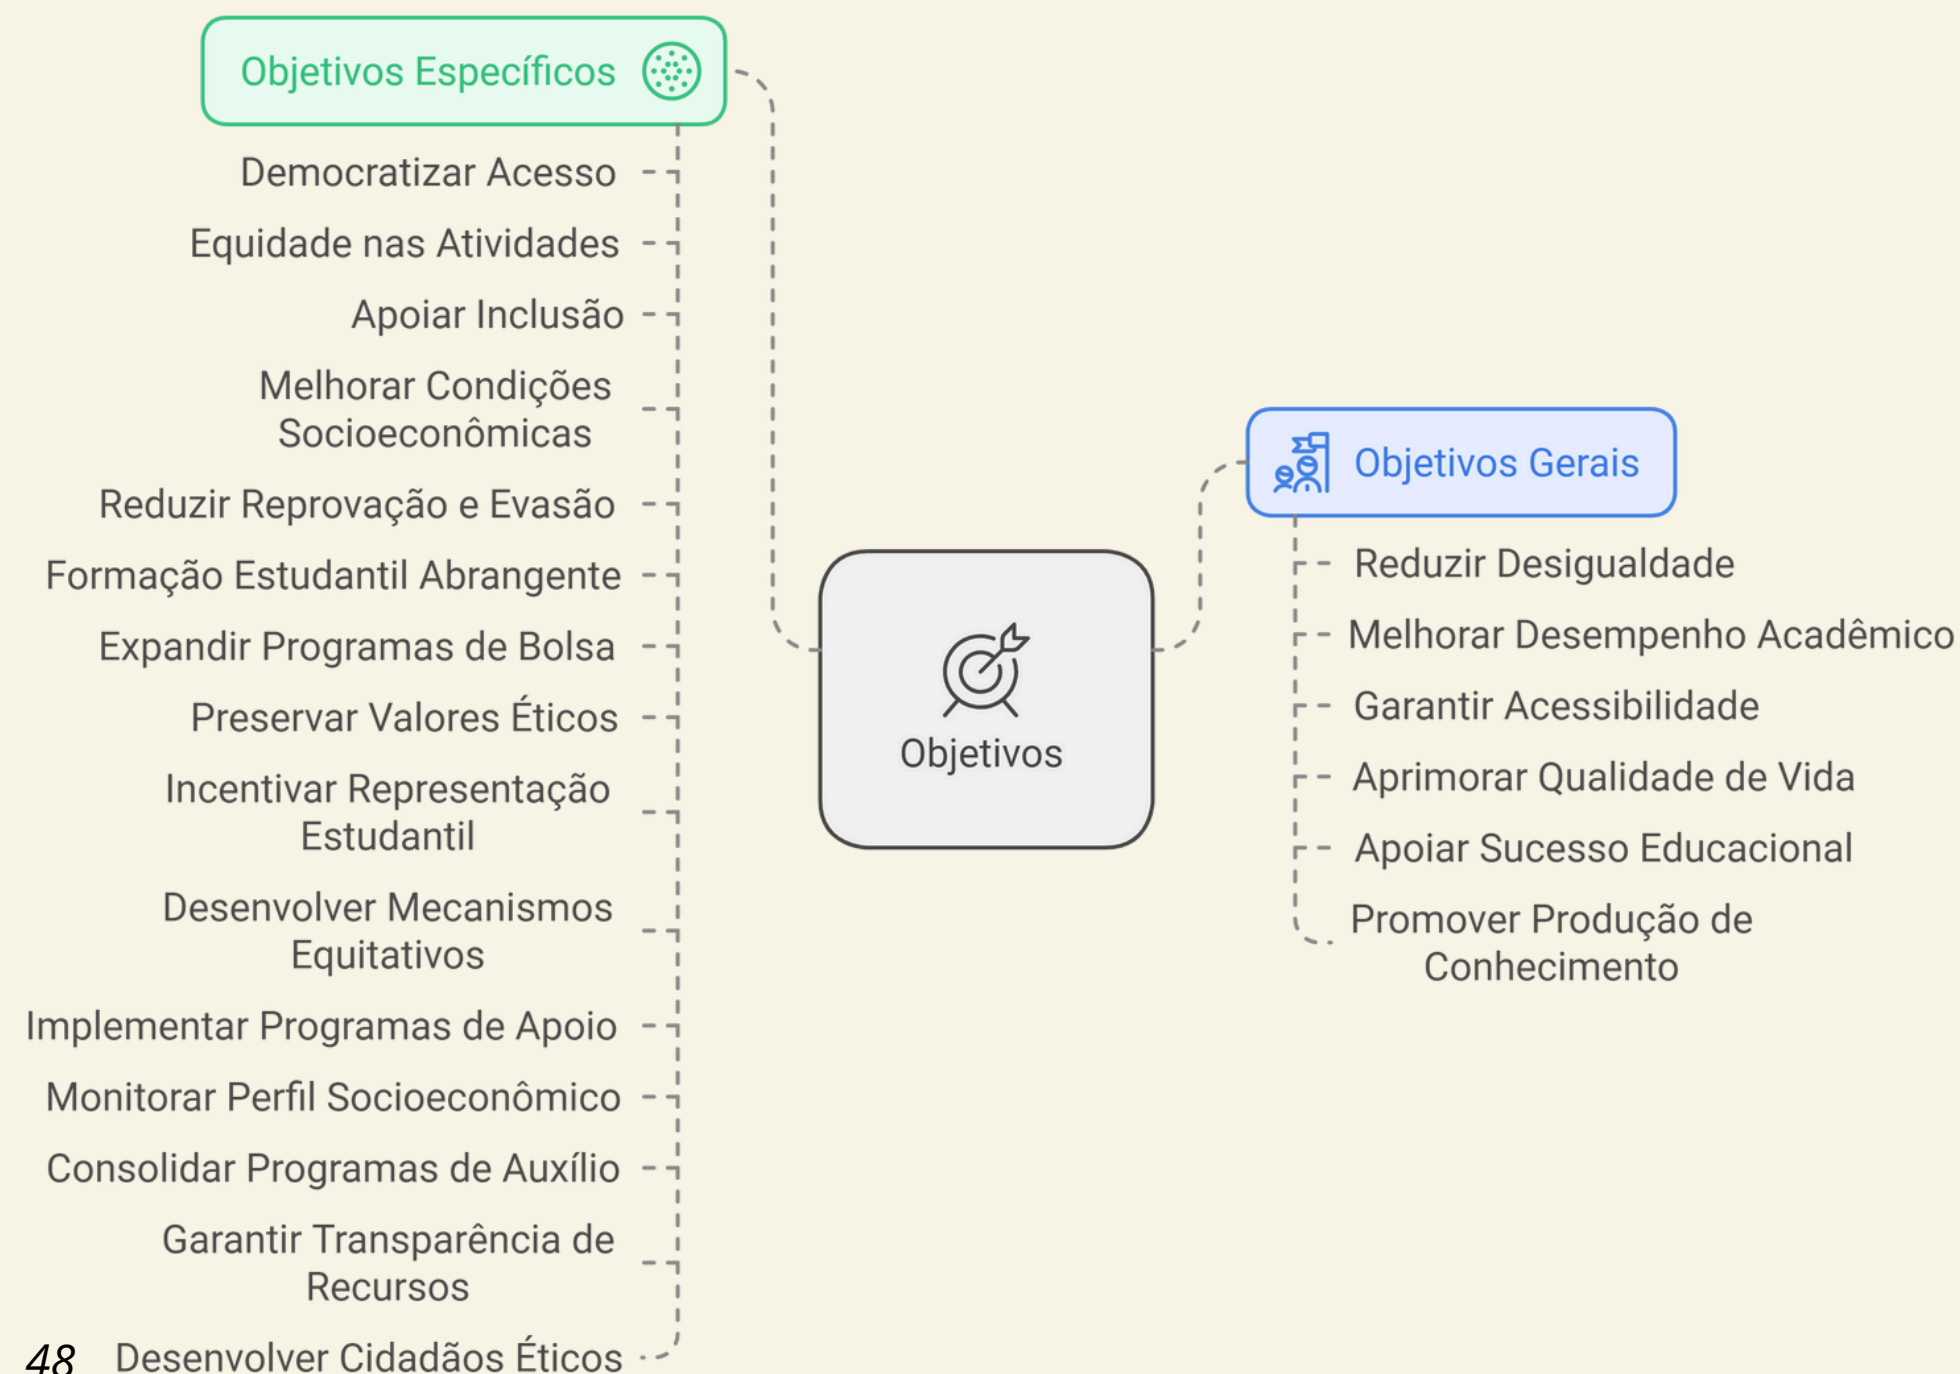 Objetivos Específicos
Democratizar Acesso
Equidade nas Atividades
Apoiar Inclusão
Melhorar Condições
Socioeconômicas
Reduzir Reprovação e Evasão
Formação Estudantil Abrangente
Expandir Programas de Bolsa
Preservar Valores Éticos
Incentivar Representação
Estudantil
Desenvolver Mecanismos
Equitativos
Implementar Programas de Apoio
Monitorar Perfil Socioeconômico
Consolidar Programas de Auxílio
Garantir Transparência de
Recursos
Desenvolver Cidadãos Éticos
Objetivos
Objetivos Gerais
Reduzir Desigualdade
Melhorar Desempenho Acadêmico
Garantir Acessibilidade
Aprimorar Qualidade de Vida
Apoiar Sucesso Educacional
Promover Produção de
Conhecimento
48